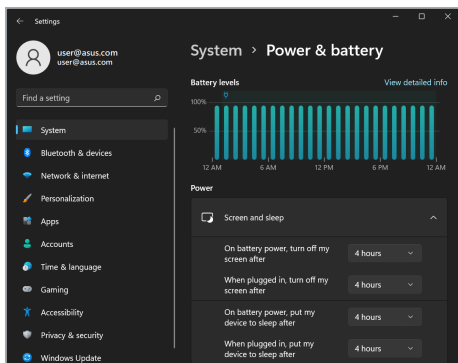 Settings
user@asus.com
user@asus.com
Find a setting
System
Bluetooth & devices
Network & internet
Personalization
Apps
Accounts
Time & language
Gaming
Accessibility
Privacy & security
Windows Update
System > Power & battery
Battery levels
View detailed info
100%
50%
12 AM 6 AM 12 PM 6 PM 12 AM
Power
Screen and sleep
On battery power, turn off my
screen after
4 hours
When plugged in, turn off my
screen after
4 hours
On battery power, put my
device to sleep after
4 hours
When plugged in, put my
device to sleep after
4 hours